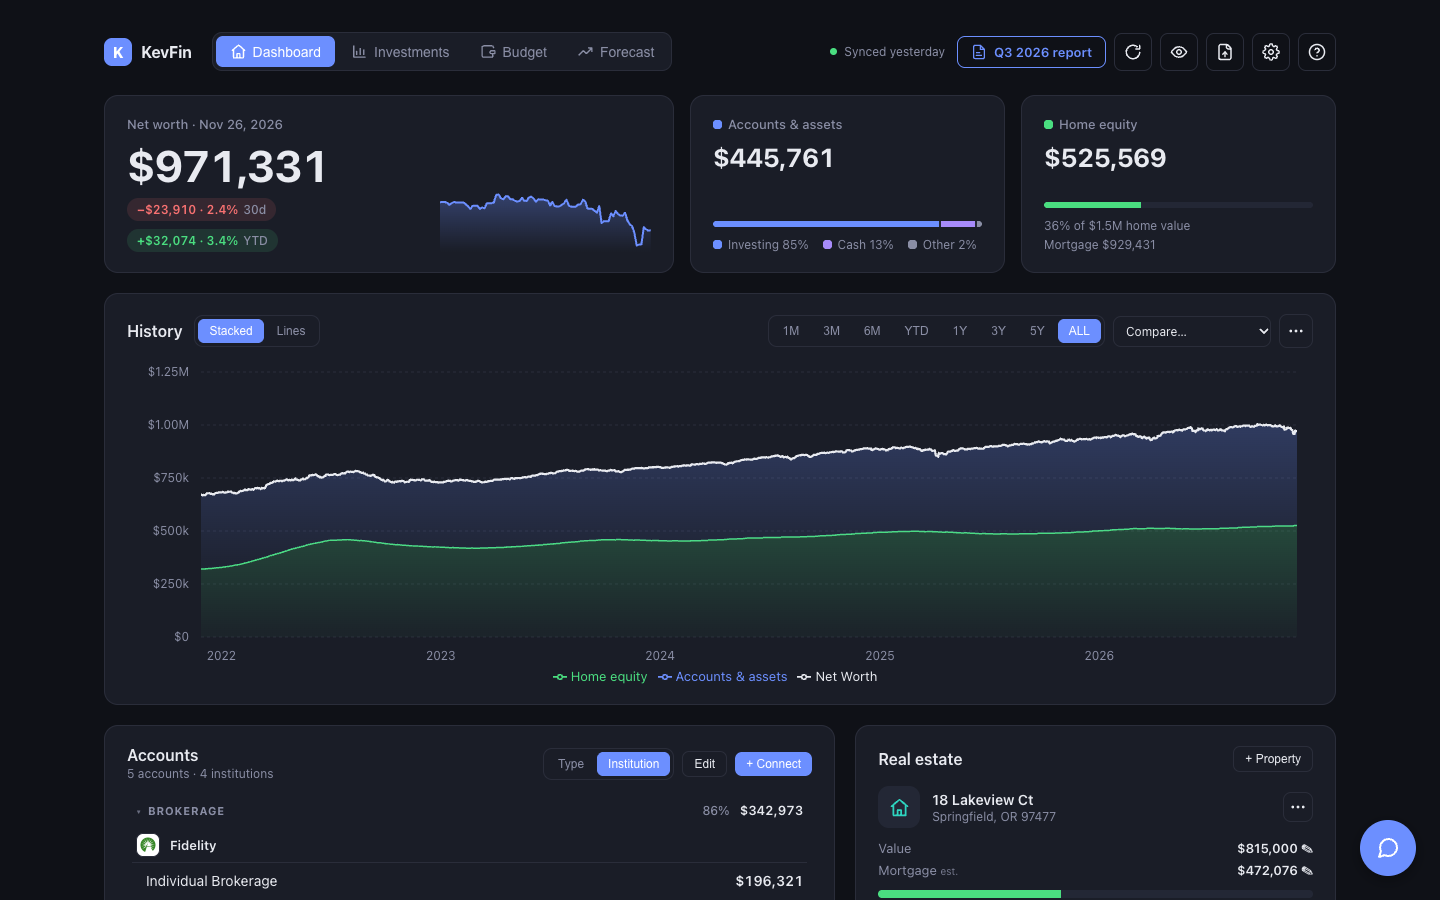 K KevFin Dashboard Investments Budget Forecast Synced yesterday Q3 2026 report
Net worth · Nov 26, 2026
$971,331
−$23,910 · 2.4% 30d
+$32,074 · 3.4% YTD
Accounts & assets
$445,761
Investing 85% Cash 13% Other 2%
Home equity
$525,569
36% of $1.5M home value
Mortgage $929,431
History Stacked Lines 1M 3M 6M YTD 1Y 3Y 5Y ALL Compare...
$1.25M
$1.00M
$750k
$500k
$250k
$0
2022 2023 2024 2025 2026
Home equity Accounts & assets Net Worth
Accounts
5 accounts · 4 institutions
Type Institution Edit + Connect
BROKERAGE 86% $342,973
Fidelity
Individual Brokerage $196,321
Real estate + Property
18 Lakeview Ct
Springfield, OR 97477
Value $815,000
Mortgage est. $472,076